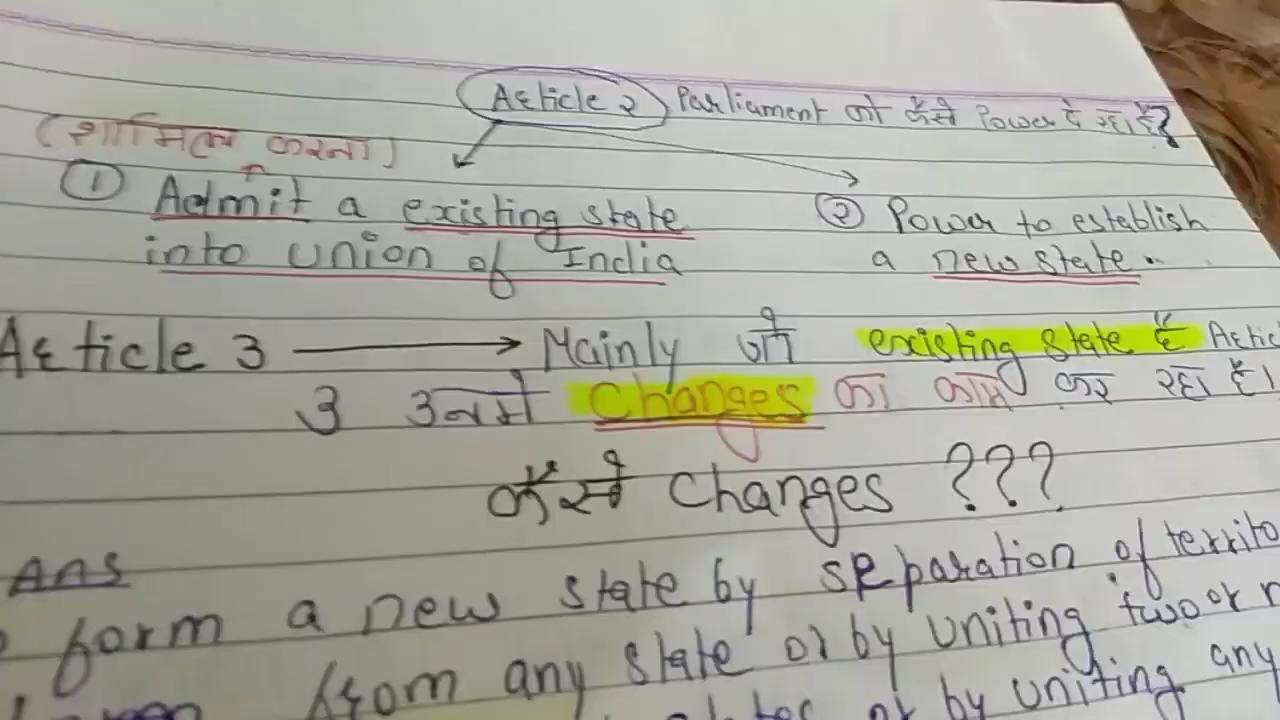 Article 2 Parliament को कैसे Power दे रहा है?
(शामिल करना)
① Admit a existing state
into union of India
② Power to establish
a new state..
Article 3 → Mainly जो existing state है Artic
3 उनमे Changes का काम कर रहा है।
कैसे Changes ???
Ans
form a new state by separation of territo
from any state or by uniting two or
or by uniting any